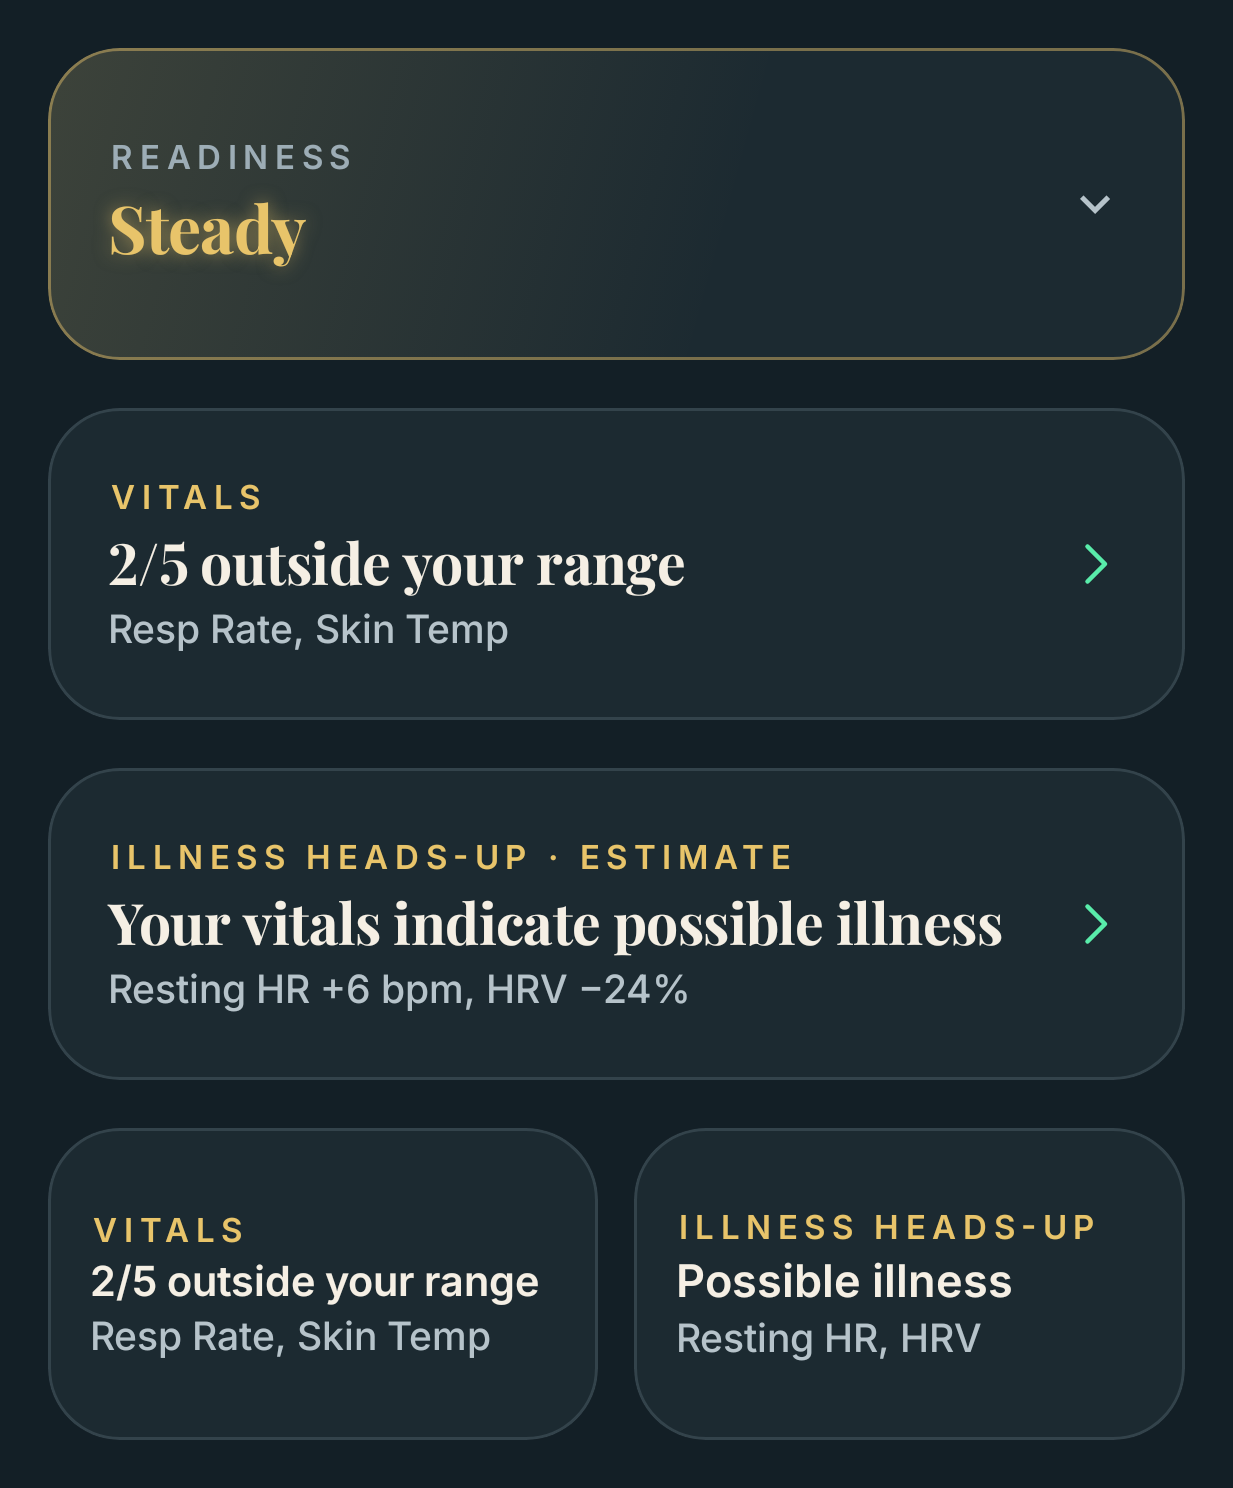 READINESS
Steady
VITALS
2/5 outside your range
Resp Rate, Skin Temp
ILLNESS HEADS-UP · ESTIMATE
Your vitals indicate possible illness
Resting HR +6 bpm, HRV −24%
VITALS
2/5 outside your range
Resp Rate, Skin Temp
ILLNESS HEADS-UP
Possible illness
Resting HR, HRV